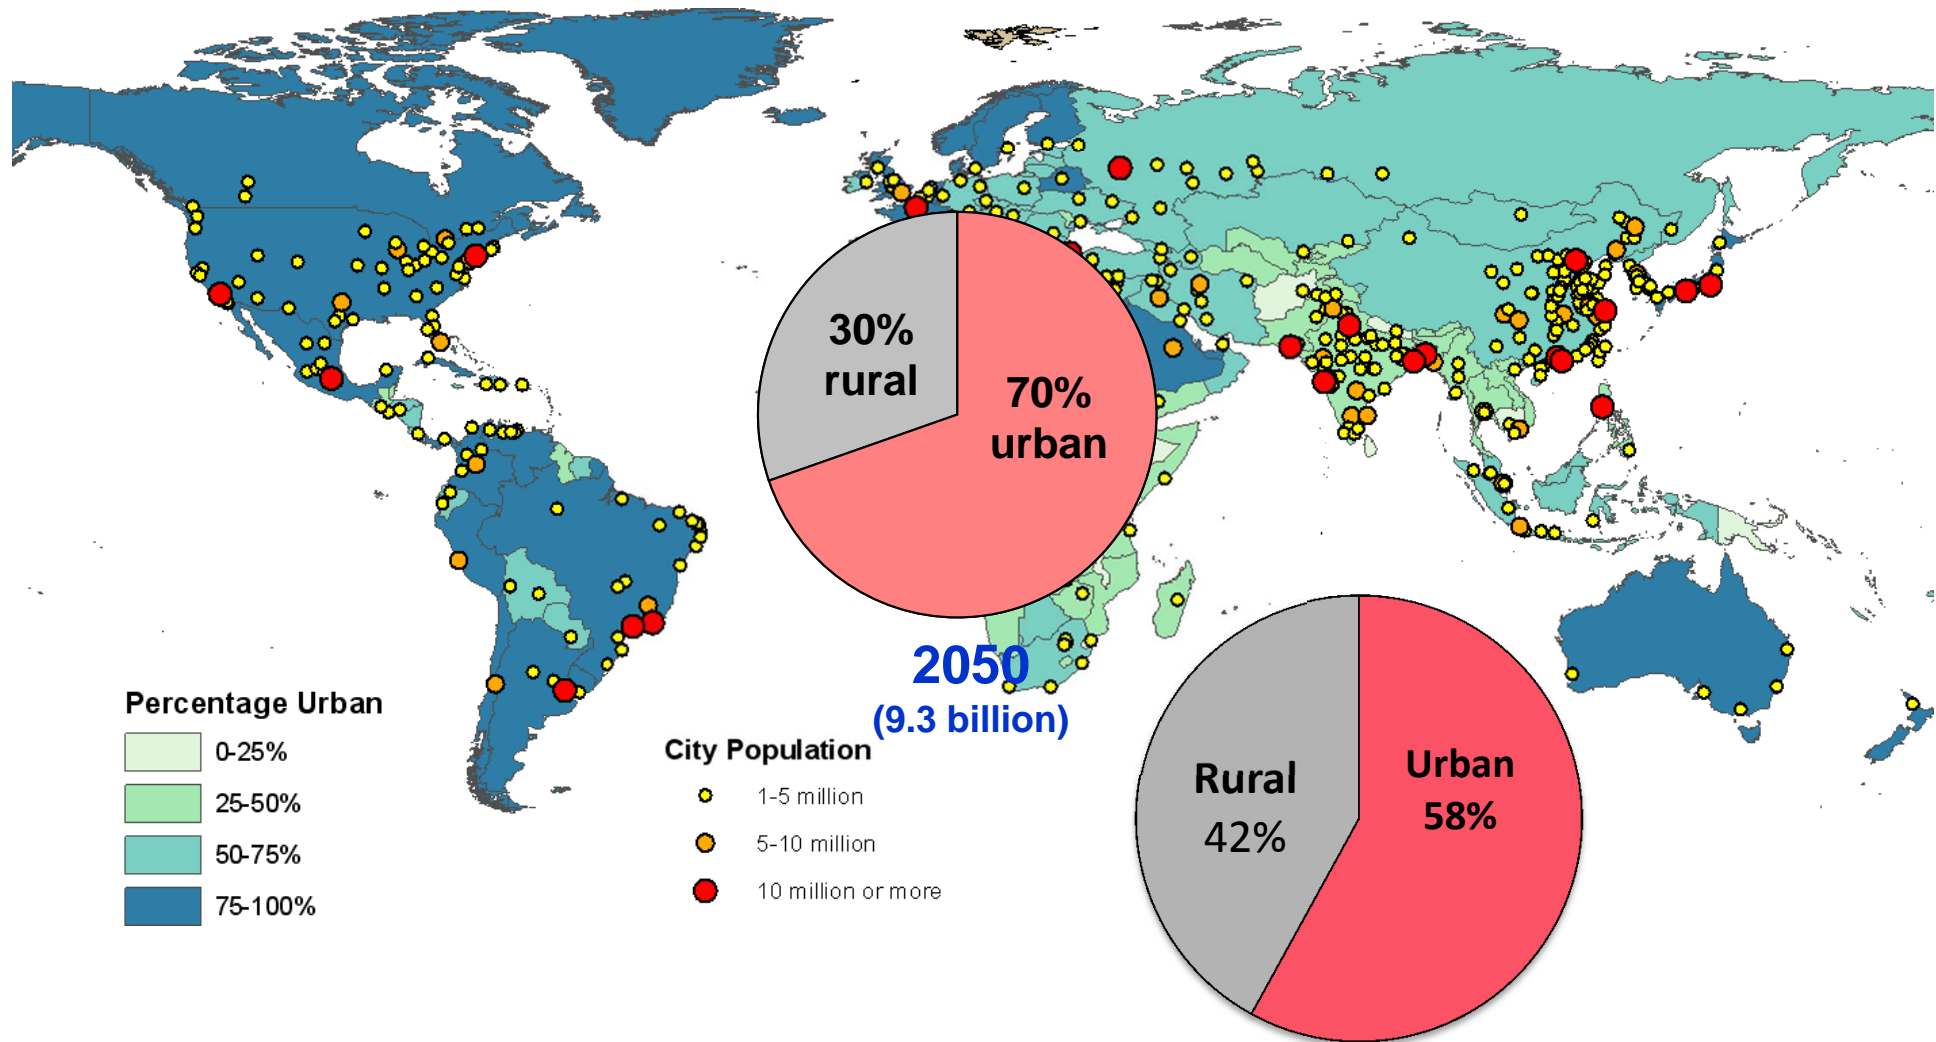 30%
rural
70%
urban
2050
(9.3 billion)
Percentage Urban
0-25%
25-50%
50-75%
75-100%
City Population
1-5 million
5-10 million
10 million or more
Rural
42%
Urban
58%